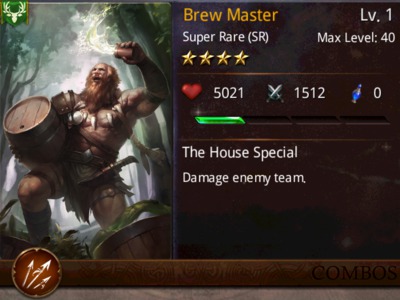 Brew Master
Lv. 1
Super Rare (SR)
Max Level: 40
5021
1512
0
The House Special
Damage enemy team.
COMBOS